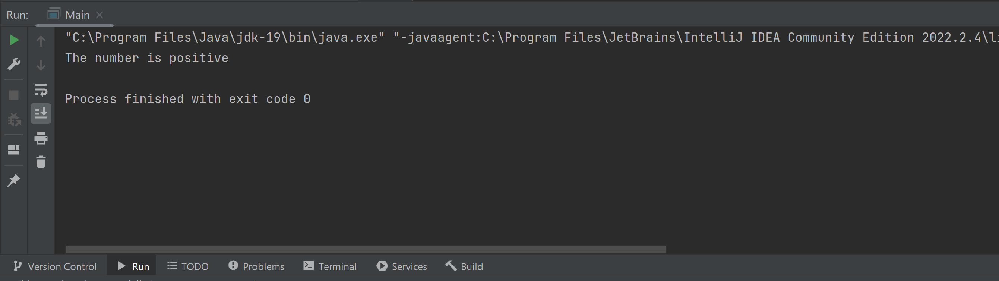 Run: Main
"C:\Program Files\Java\jdk-19\bin\java.exe" "-javaagent:C:\Program Files\JetBrains\IntelliJ IDEA Community Edition 2022.2.4\li
The number is positive
Process finished with exit code 0
Version Control Run TODO Problems Terminal Services Build